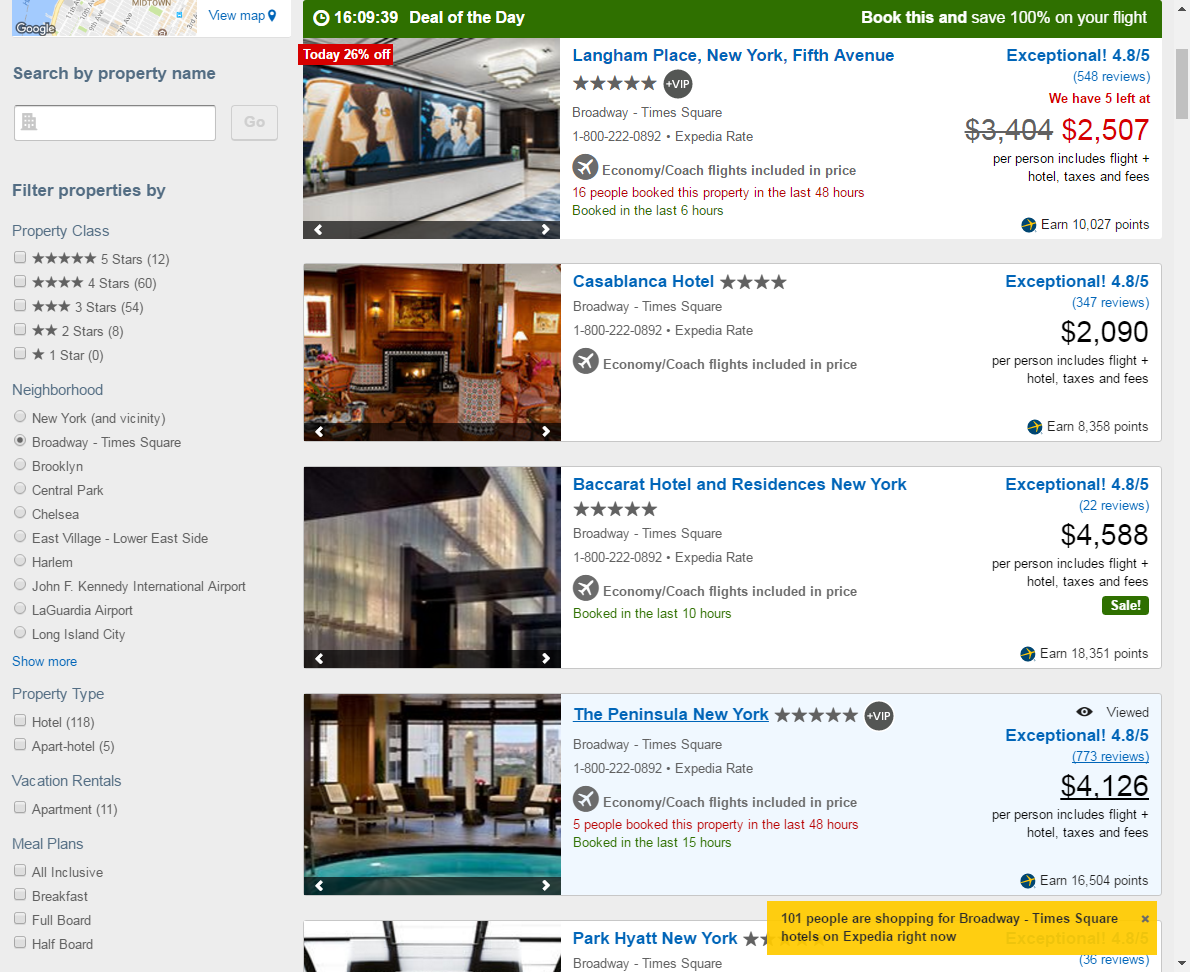 MIDTOWN
10th Ave
9th Ave
Google
View map
Search by property name
Go
Filter properties by
Property Class
5 Stars (12)
4 Stars (60)
3 Stars (54)
2 Stars (8)
1 Star (0)
Neighborhood
New York (and vicinity)
Broadway - Times Square
Brooklyn
Central Park
Chelsea
East Village - Lower East Side
Harlem
John F. Kennedy International Airport
LaGuardia Airport
Long Island City
Show more
Property Type
Hotel (118)
Apart-hotel (5)
Vacation Rentals
Apartment (11)
Meal Plans
All Inclusive
Breakfast
Full Board
Half Board
16:09:39 Deal of the Day
Book this and save 100% on your flight
Today 26% off
Langham Place, New York, Fifth Avenue
+VIP
Broadway - Times Square
1-800-222-0892 • Expedia Rate
Economy/Coach flights included in price
16 people booked this property in the last 48 hours
Booked in the last 6 hours
Exceptional! 4.8/5
(548 reviews)
We have 5 left at
$3,404 $2,507
per person includes flight +
hotel, taxes and fees
Earn 10,027 points
Casablanca Hotel
Broadway - Times Square
1-800-222-0892 • Expedia Rate
Economy/Coach flights included in price
Exceptional! 4.8/5
(347 reviews)
$2,090
per person includes flight +
hotel, taxes and fees
Earn 8,358 points
Baccarat Hotel and Residences New York
Broadway - Times Square
1-800-222-0892 • Expedia Rate
Economy/Coach flights included in price
Booked in the last 10 hours
Exceptional! 4.8/5
(22 reviews)
$4,588
per person includes flight +
hotel, taxes and fees
Sale!
Earn 18,351 points
The Peninsula New York
+VIP
Broadway - Times Square
1-800-222-0892 • Expedia Rate
Economy/Coach flights included in price
5 people booked this property in the last 48 hours
Booked in the last 15 hours
Viewed
Exceptional! 4.8/5
(773 reviews)
$4,126
per person includes flight +
hotel, taxes and fees
Earn 16,504 points
101 people are shopping for Broadway - Times Square
hotels on Expedia right now
Park Hyatt New York
Broadway - Times Square
Exceptional! 4.8/5
(36 reviews)